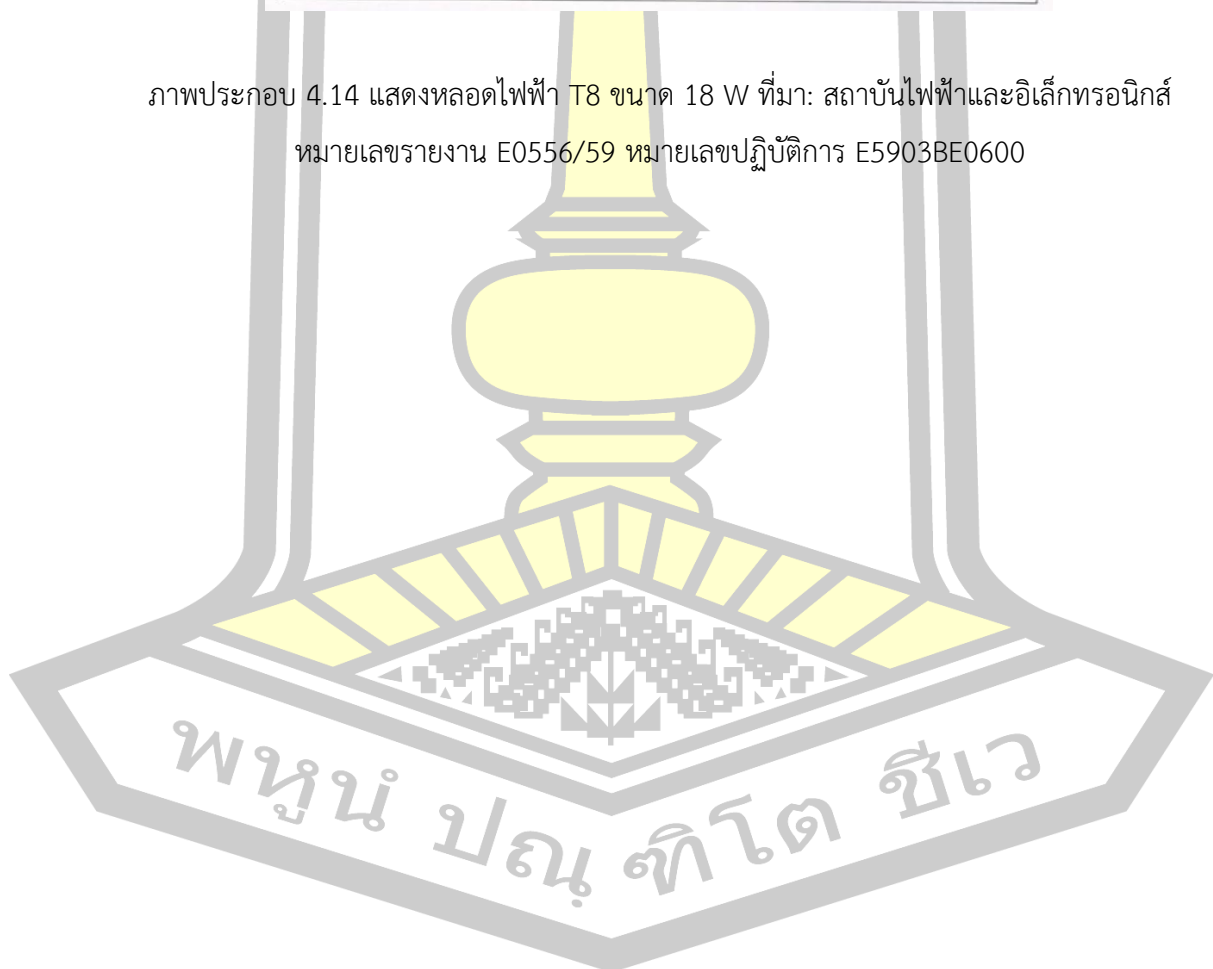 ภาพประกอบ 4.14 แสดงหลอดไฟฟ้า T8 ขนาด 18 W ที่มา: สถาบันไฟฟ้าและอิเล็กทรอนิกส์
หมายเลขรายงาน E0556/59 หมายเลขปฏิบัติการ E5903BE0600
พหูนํ ปณฺฑิโต ชีเว